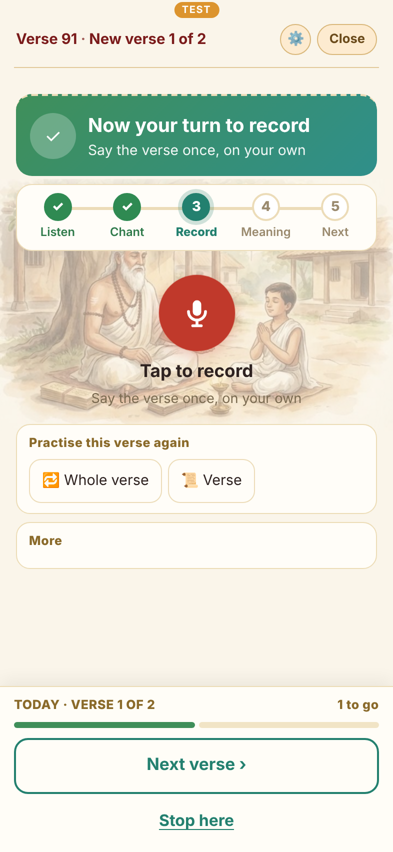 TEST
Verse 91 · New verse 1 of 2
Close
Now your turn to record
Say the verse once, on your own
3 4 5
Listen Chant Record Meaning Next
Tap to record
Say the verse once, on your own
Practise this verse again
Whole verse Verse
More
TODAY · VERSE 1 OF 2 1 to go
Next verse ›
Stop here